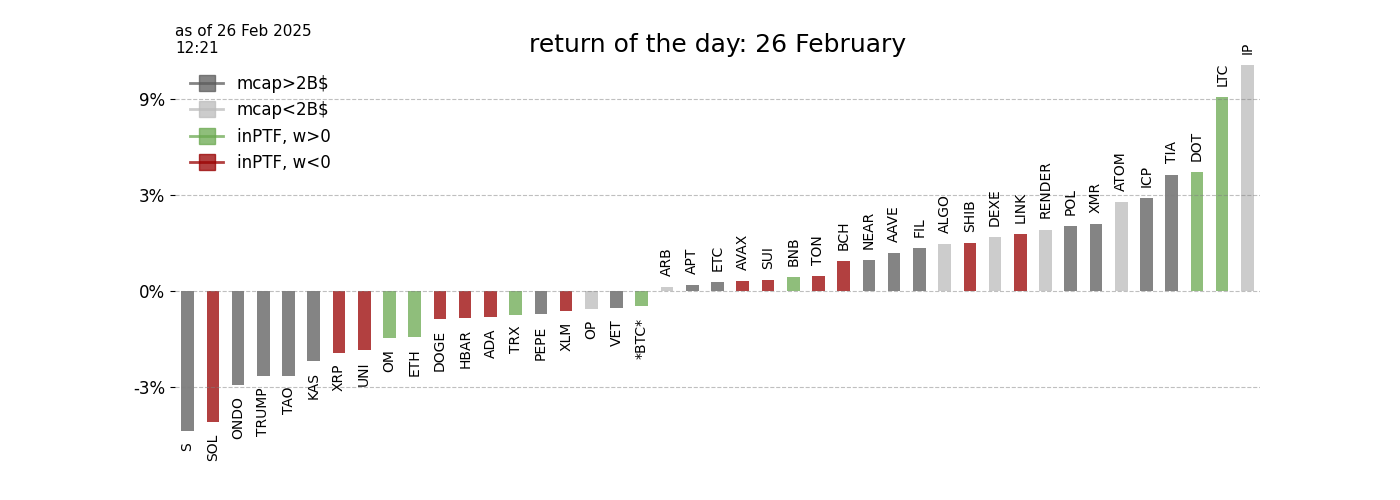 as of 26 Feb 2025
12:21
return of the day: 26 February
mcap>2B$
mcap<2B$
inPTF, w>0
inPTF, w<0
9%
3%
0%
-3%
S
SOL
ONDO
TRUMP
TAO
KAS
XRP
UNI
OM
ETH
DOGE
HBAR
ADA
TRX
PEPE
XLM
OP
VET
*BTC*
ARB
APT
ETC
AVAX
SUI
BNB
TON
BCH
NEAR
AAVE
FIL
ALGO
SHIB
DEXE
LINK
RENDER
POL
XMR
ATOM
ICP
TIA
DOT
LTC
IP